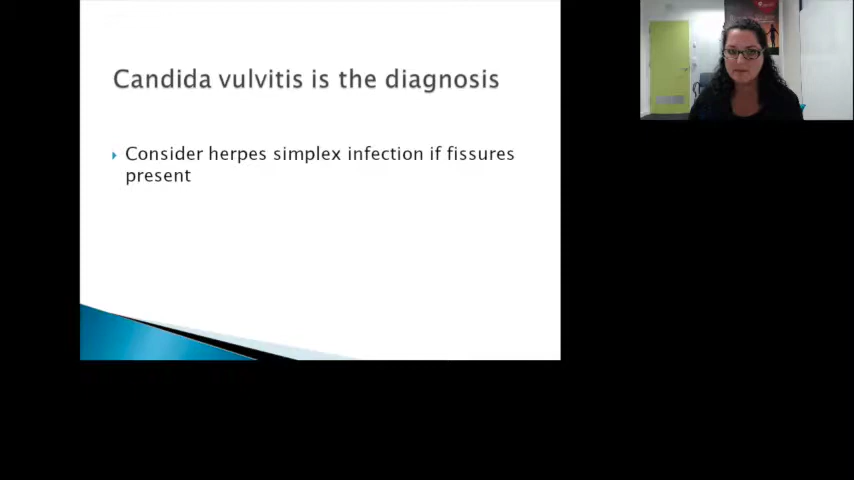 Candida vulvitis is the diagnosis
Consider herpes simplex infection if fissures
present